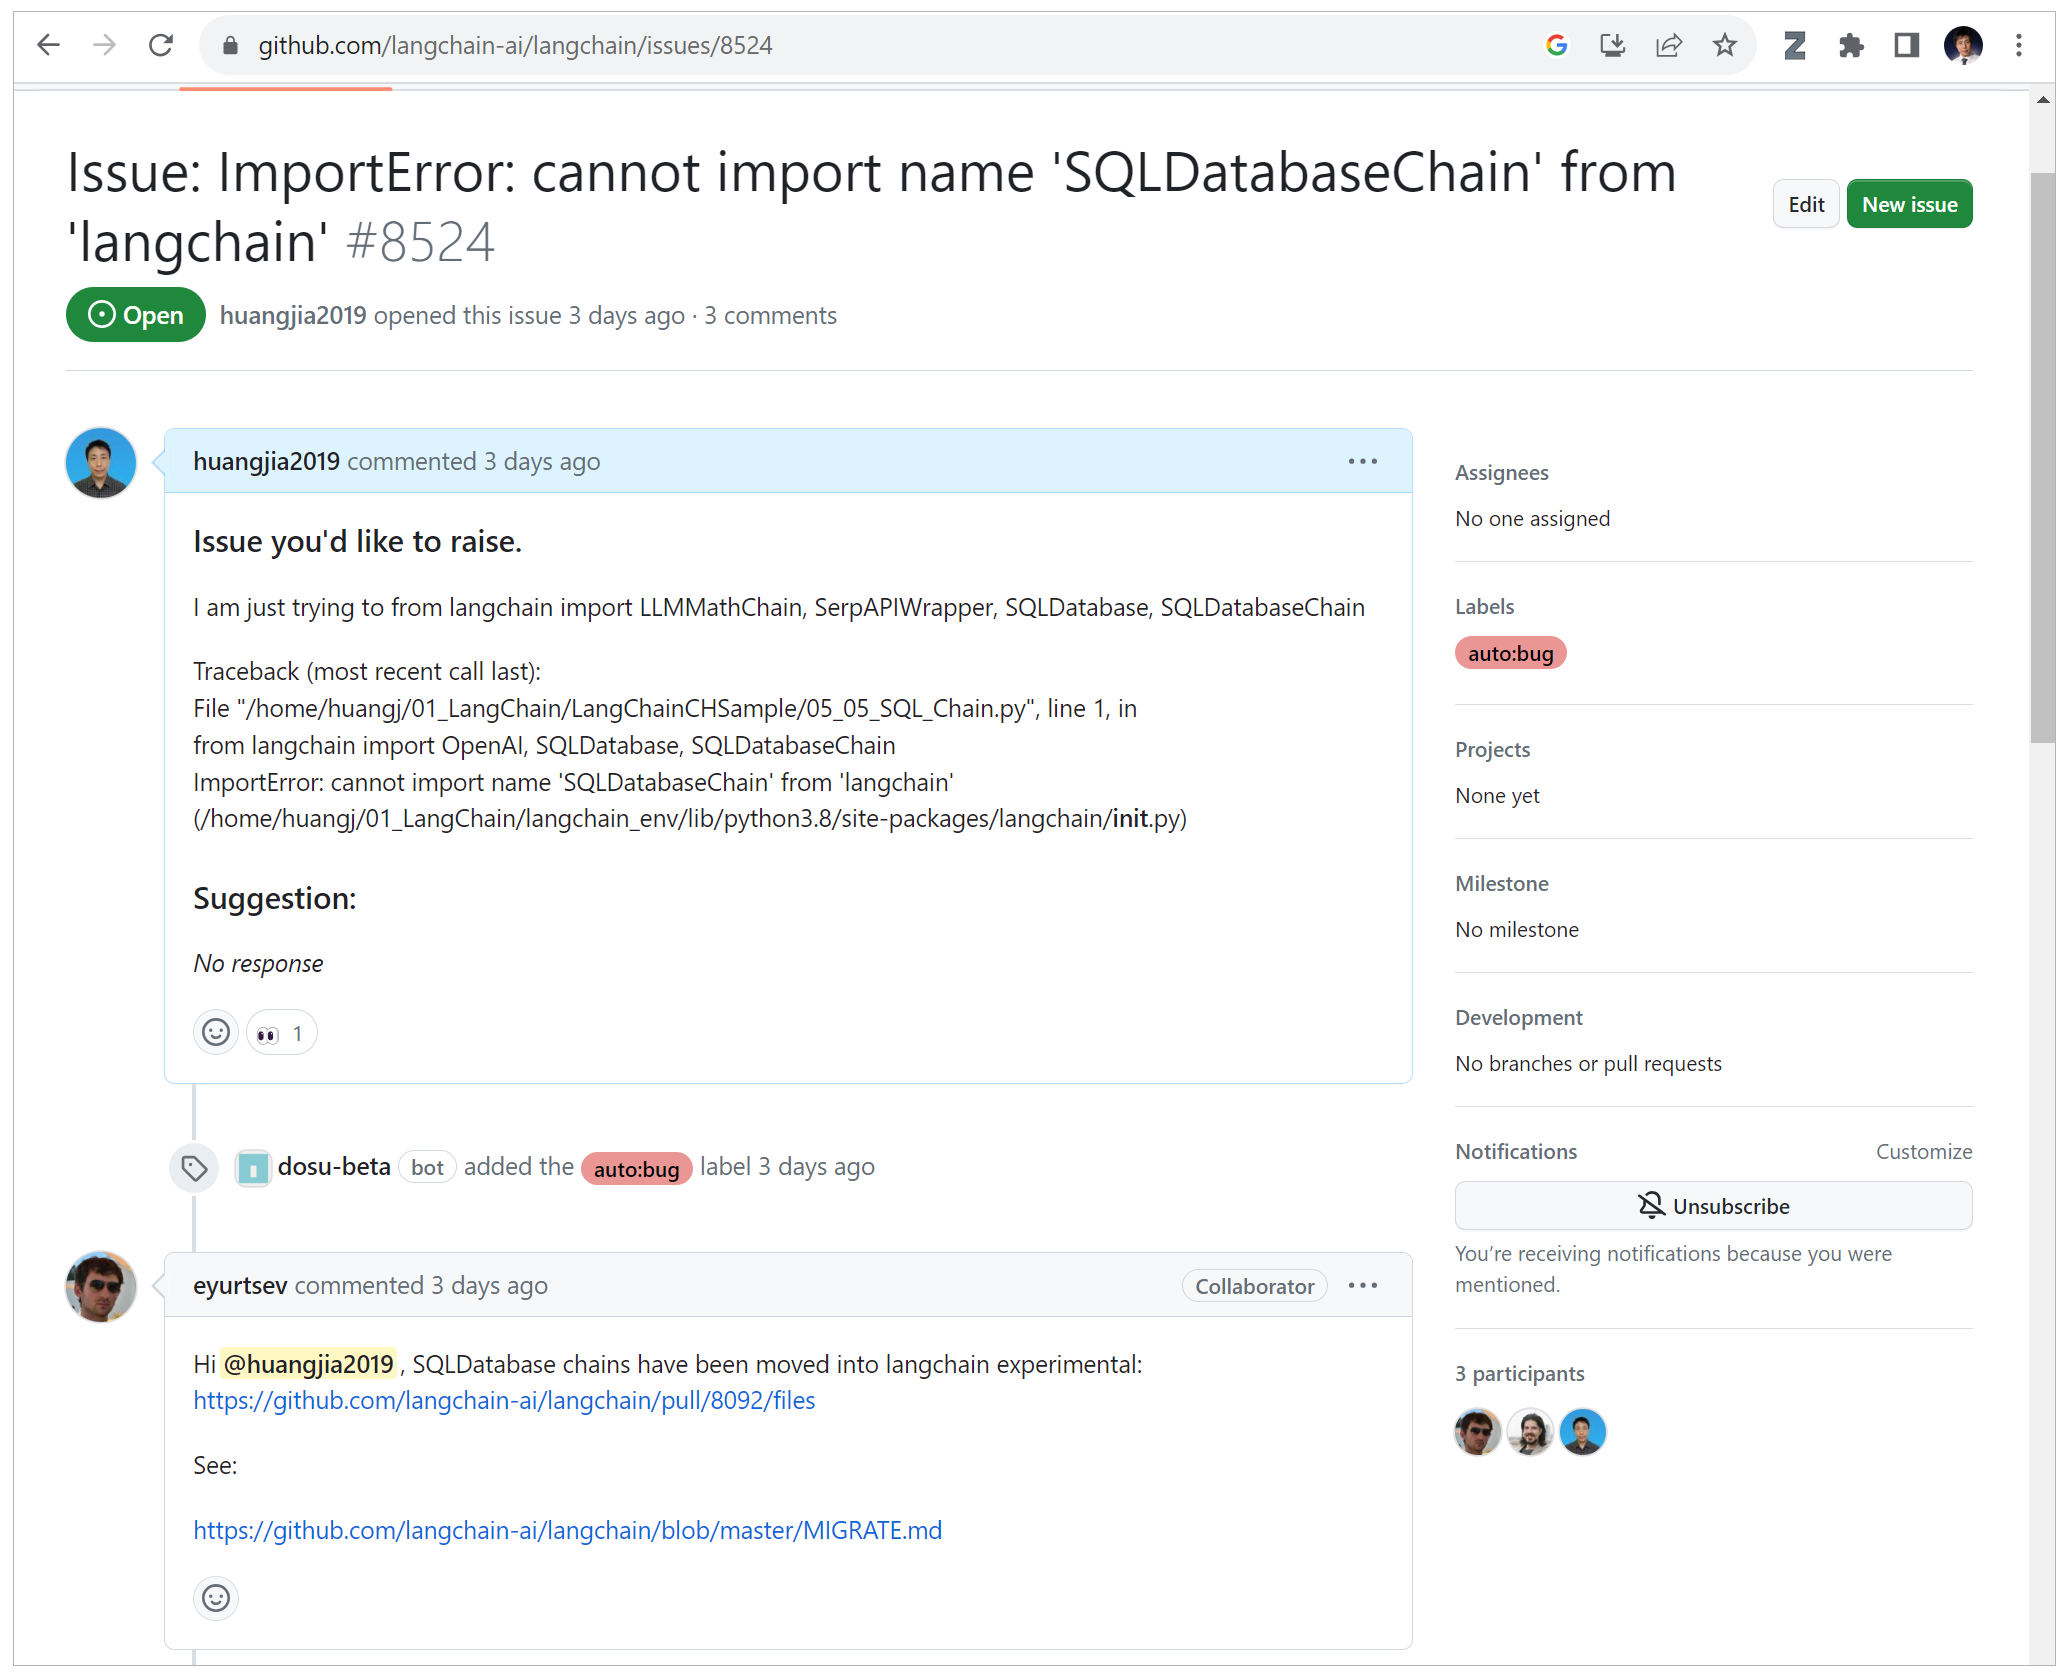 github.com/langchain-ai/langchain/issues/8524
Issue: ImportError: cannot import name 'SQLDatabaseChain' from
'langchain' #8524
Edit
New issue
Open
huangjia2019 opened this issue 3 days ago · 3 comments
huangjia2019 commented 3 days ago
Issue you'd like to raise.
I am just trying to from langchain import LLMMathChain, SerpAPIWrapper, SQLDatabase, SQLDatabaseChain
Traceback (most recent call last):
File "/home/huangj/01_LangChain/LangChainCHSample/05_05_SQL_Chain.py", line 1, in
from langchain import OpenAI, SQLDatabase, SQLDatabaseChain
ImportError: cannot import name 'SQLDatabaseChain' from 'langchain'
(/home/huangj/01_LangChain/langchain_env/lib/python3.8/site-packages/langchain/init.py)
Suggestion:
No response
1
dosu-beta bot added the auto:bug label 3 days ago
eyurtsev commented 3 days ago
Collaborator
Hi @huangjia2019 , SQLDatabase chains have been moved into langchain experimental:
https://github.com/langchain-ai/langchain/pull/8092/files
See:
https://github.com/langchain-ai/langchain/blob/master/MIGRATE.md
Assignees
No one assigned
Labels
auto:bug
Projects
None yet
Milestone
No milestone
Development
No branches or pull requests
Notifications
Customize
Unsubscribe
You're receiving notifications because you were
mentioned.
3 participants